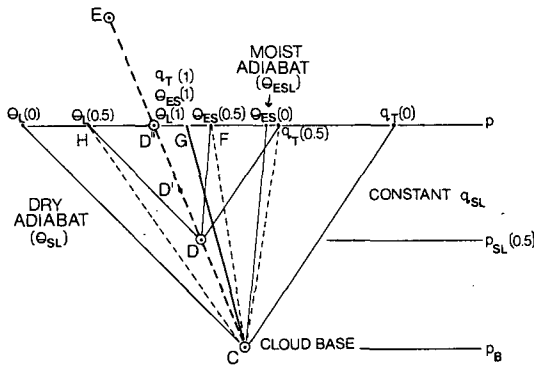 E
q_T(1)
Θ_ES(1)
MOIST
ADIABAT
(Θ_ESL)
Θ_L(0) Θ_L(0.5) Θ_L(1) Θ_ES(0.5) Θ_ES(0) q_T(0) p
H D" G F q_T(0.5)
D'
DRY
ADIABAT
(Θ_SL)
CONSTANT q_SL
D
p_SL(0.5)
C CLOUD BASE p_B